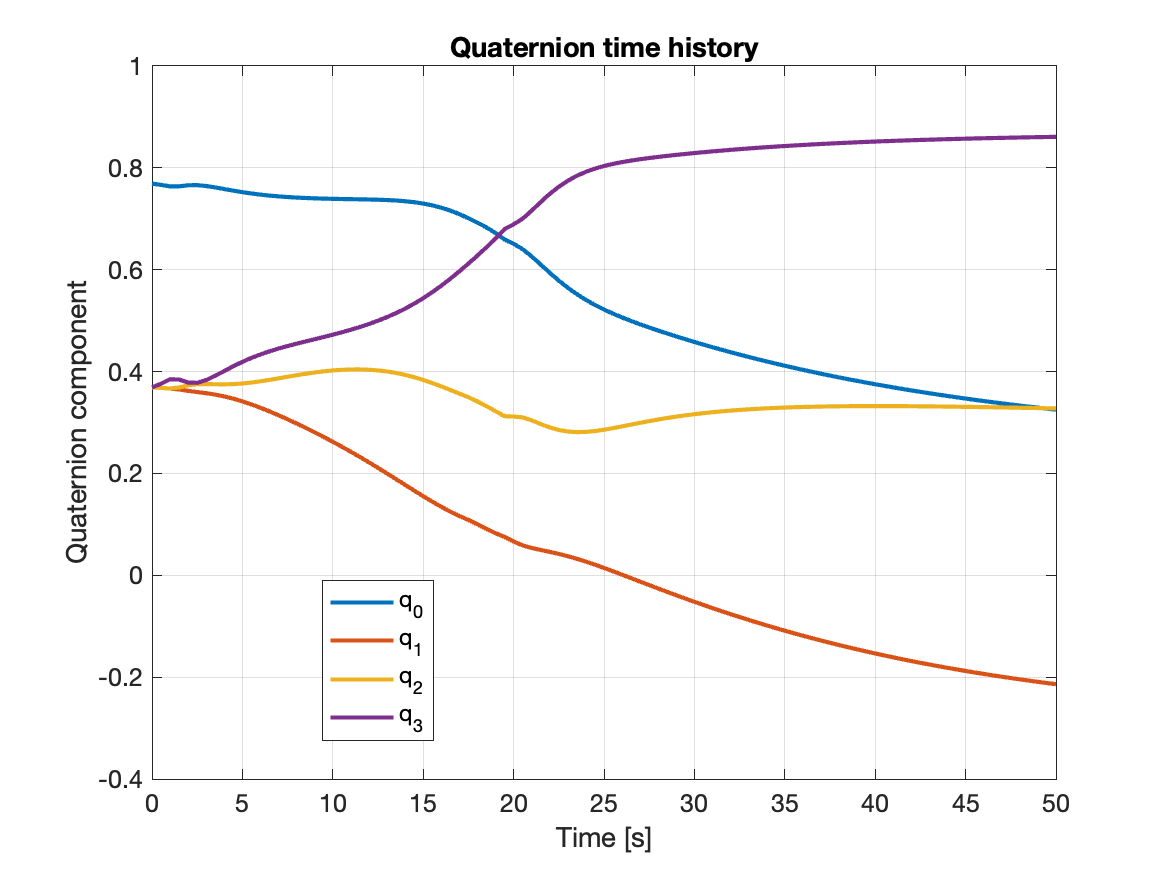 Quaternion time history
1
0.8
0.6
0.4
0.2
0
-0.2
-0.4
Quaternion component
q0
q1
q2
q3
0 5 10 15 20 25 30 35 40 45 50
Time [s]